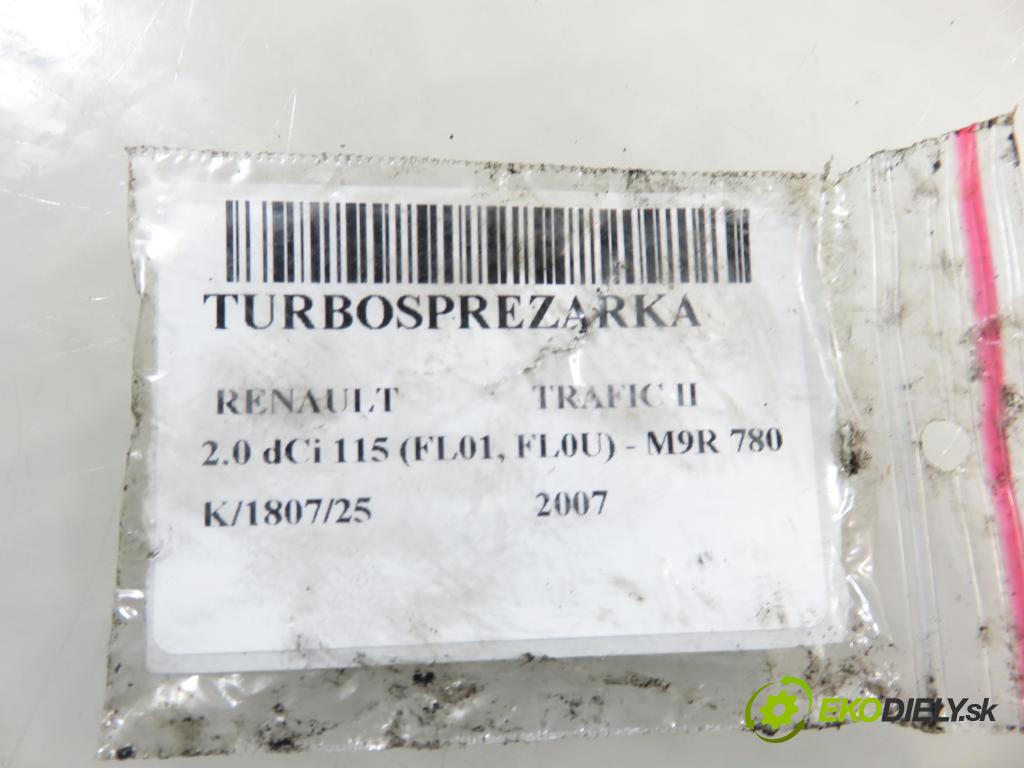 TURBOSPREZARKA
RENAULT TRAFIC II
2.0 dCi 115 (FL01, FL0U) - M9R 780
K/1807/25 2007
EKODIELY.sk